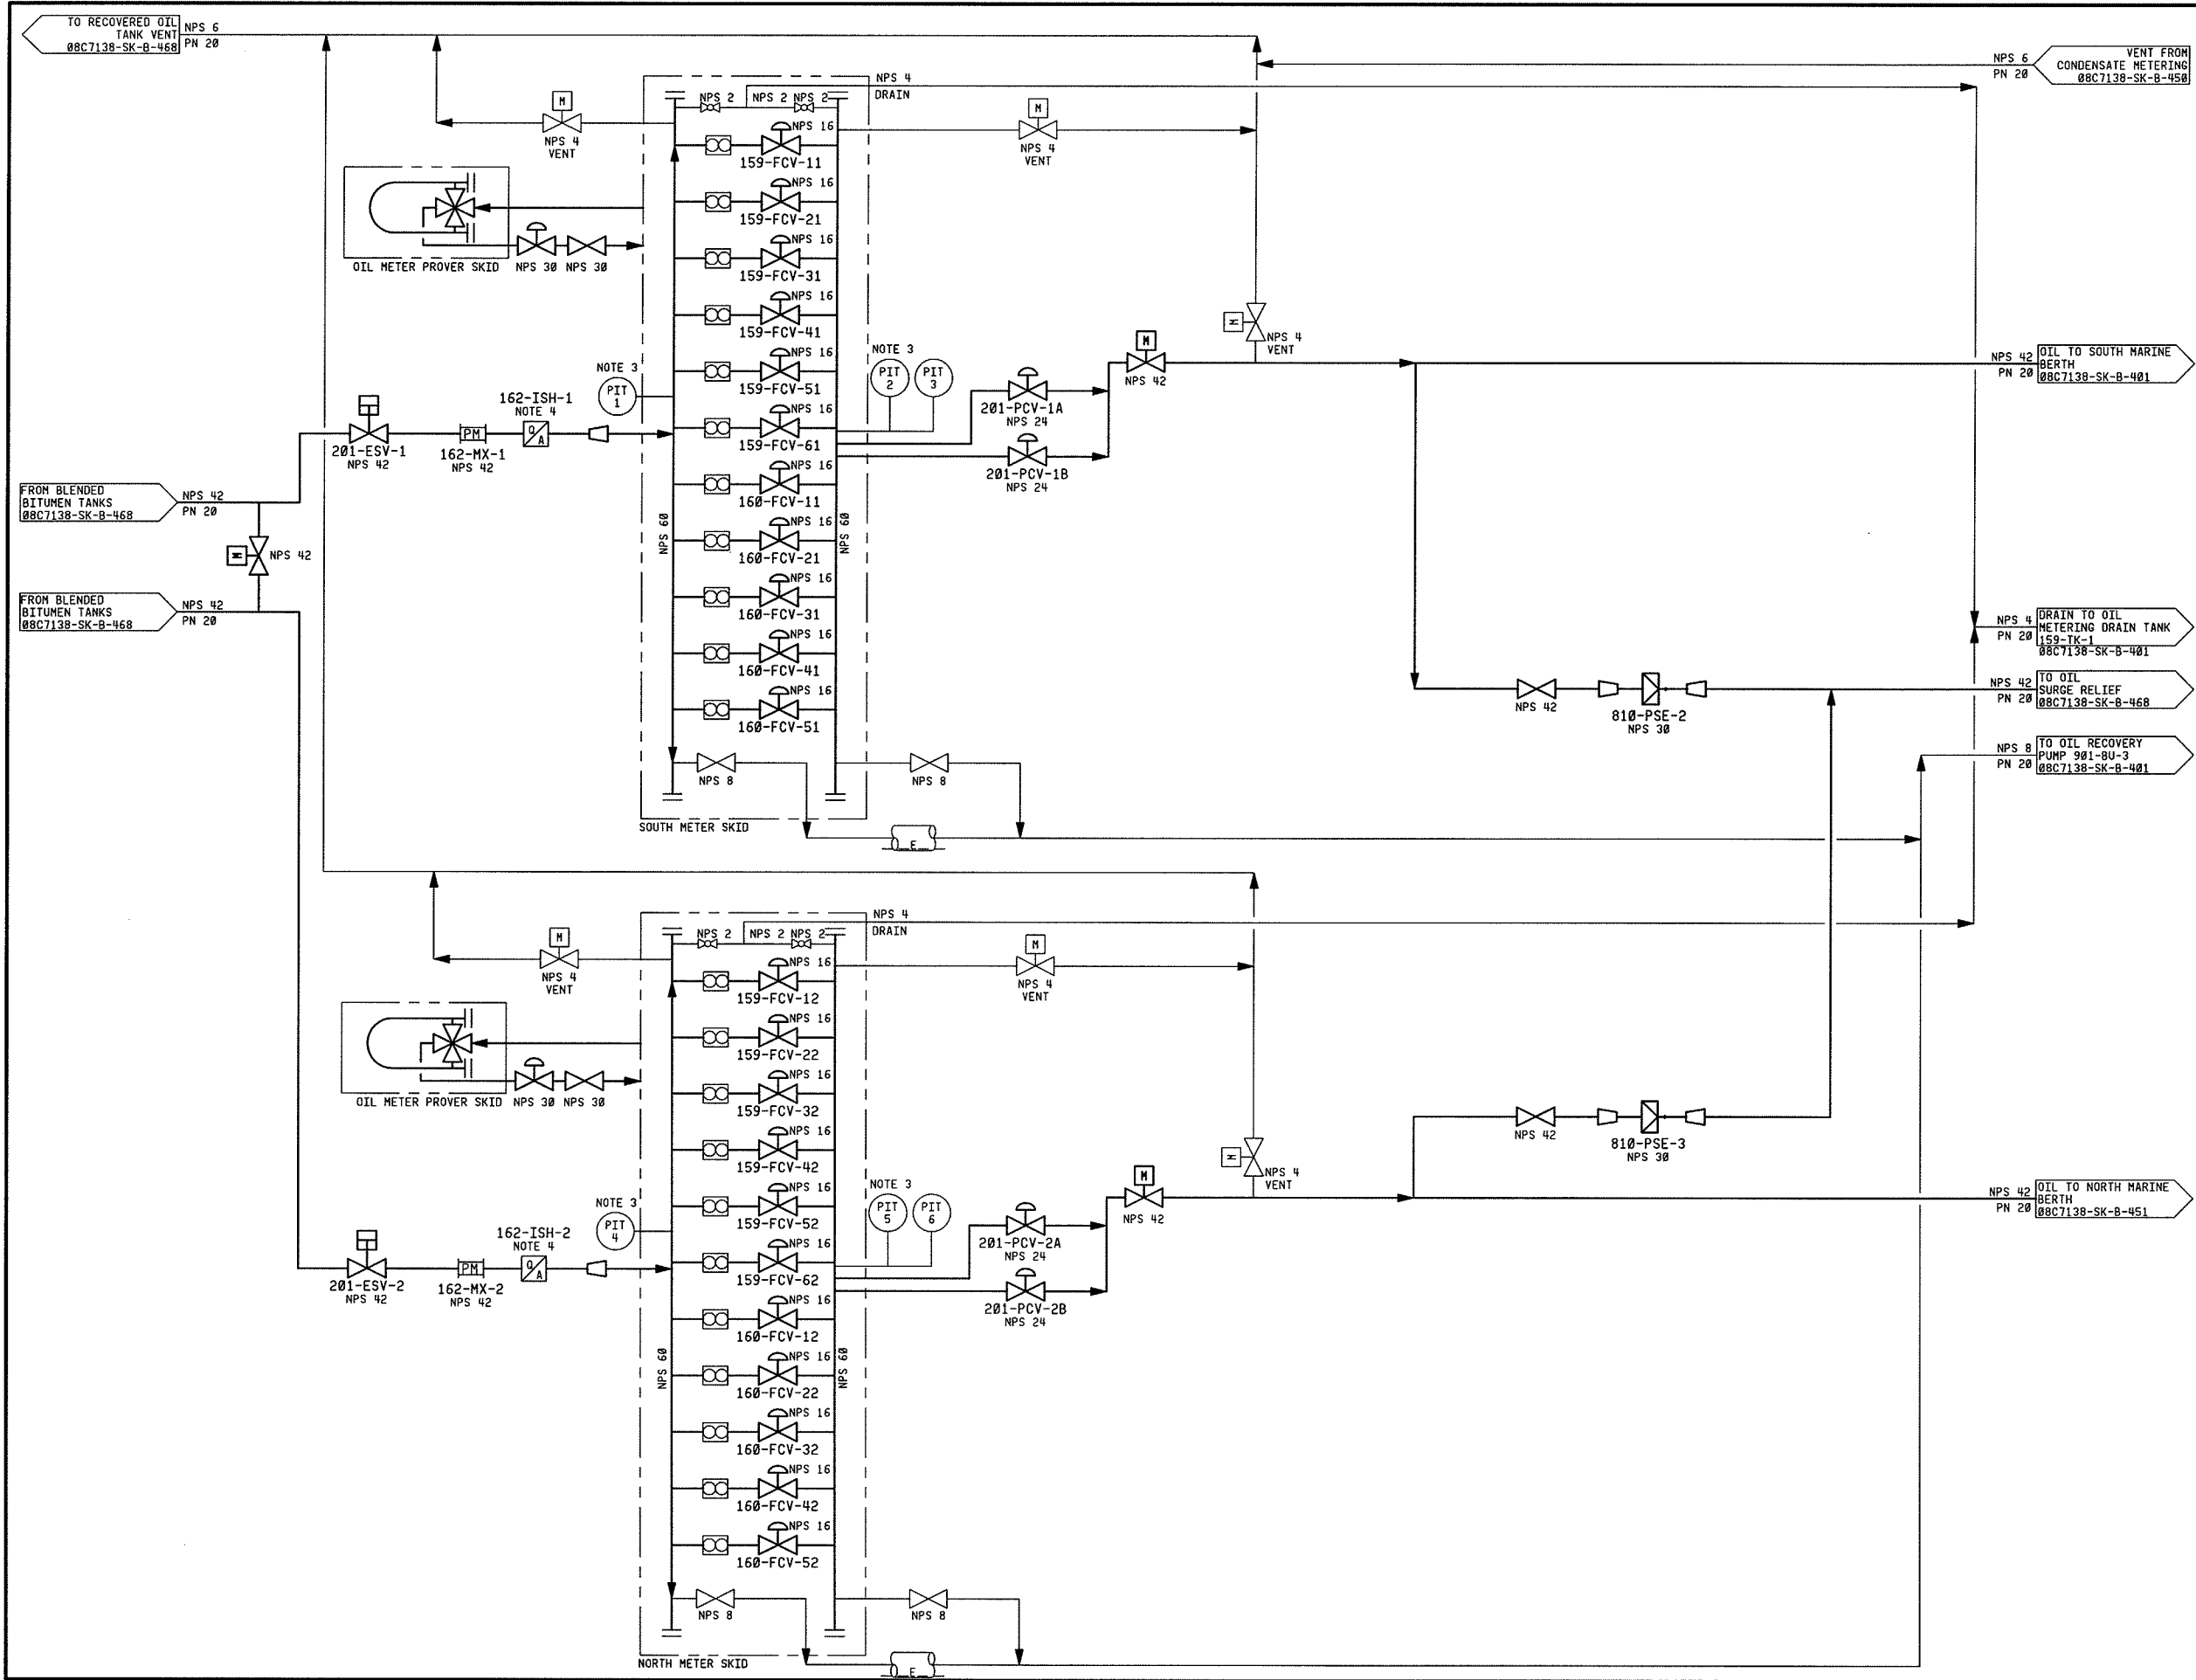 TO RECOVERED OIL
TANK VENT
08C7138-SK-B-468
NPS 6
PN 20
NPS 6
PN 20
VENT FROM
CONDENSATE METERING
08C7138-SK-B-450
NPS 4
DRAIN
NPS 2
NPS 2
NPS 2
M
NPS 4
VENT
M
NPS 4
VENT
NPS 16
159-FCV-11
NPS 16
159-FCV-21
OIL METER PROVER SKID
NPS 30
NPS 30
NPS 16
159-FCV-31
NPS 16
159-FCV-41
M
NPS 4
VENT
NPS 16
159-FCV-51
NOTE 3
PIT
1
NOTE 3
PIT
2
PIT
3
M
NPS 42
NPS 42
PN 20
OIL TO SOUTH MARINE
BERTH
08C7138-SK-B-401
201-PCV-1A
NPS 24
162-ISH-1
NOTE 4
Q
A
201-ESV-1
NPS 42
PM
162-MX-1
NPS 42
NPS 16
159-FCV-61
201-PCV-1B
NPS 24
NPS 16
160-FCV-11
FROM BLENDED
BITUMEN TANKS
08C7138-SK-B-468
NPS 42
PN 20
NPS 60
NPS 60
NPS 16
160-FCV-21
M
NPS 42
NPS 16
160-FCV-31
FROM BLENDED
BITUMEN TANKS
08C7138-SK-B-468
NPS 42
PN 20
NPS 16
160-FCV-41
NPS 4
PN 20
DRAIN TO OIL
METERING DRAIN TANK
159-TK-1
08C7138-SK-B-401
NPS 16
160-FCV-51
NPS 42
810-PSE-2
NPS 30
NPS 42
PN 20
TO OIL
SURGE RELIEF
08C7138-SK-B-468
NPS 8
NPS 8
NPS 8
PN 20
TO OIL RECOVERY
PUMP 901-BU-3
08C7138-SK-B-401
SOUTH METER SKID
E
NPS 4
DRAIN
NPS 2
NPS 2
NPS 2
M
NPS 4
VENT
M
NPS 4
VENT
NPS 16
159-FCV-12
NPS 16
159-FCV-22
OIL METER PROVER SKID
NPS 30
NPS 30
NPS 16
159-FCV-32
NPS 16
159-FCV-42
NPS 42
810-PSE-3
NPS 30
M
NPS 4
VENT
NPS 16
159-FCV-52
NOTE 3
PIT
4
NOTE 3
PIT
5
PIT
6
M
NPS 42
NPS 42
PN 20
OIL TO NORTH MARINE
BERTH
08C7138-SK-B-451
201-PCV-2A
NPS 24
162-ISH-2
NOTE 4
Q
A
201-ESV-2
NPS 42
PM
162-MX-2
NPS 42
NPS 16
159-FCV-62
201-PCV-2B
NPS 24
NPS 16
160-FCV-12
NPS 60
NPS 60
NPS 16
160-FCV-22
NPS 16
160-FCV-32
NPS 16
160-FCV-42
NPS 16
160-FCV-52
NPS 8
NPS 8
NORTH METER SKID
E